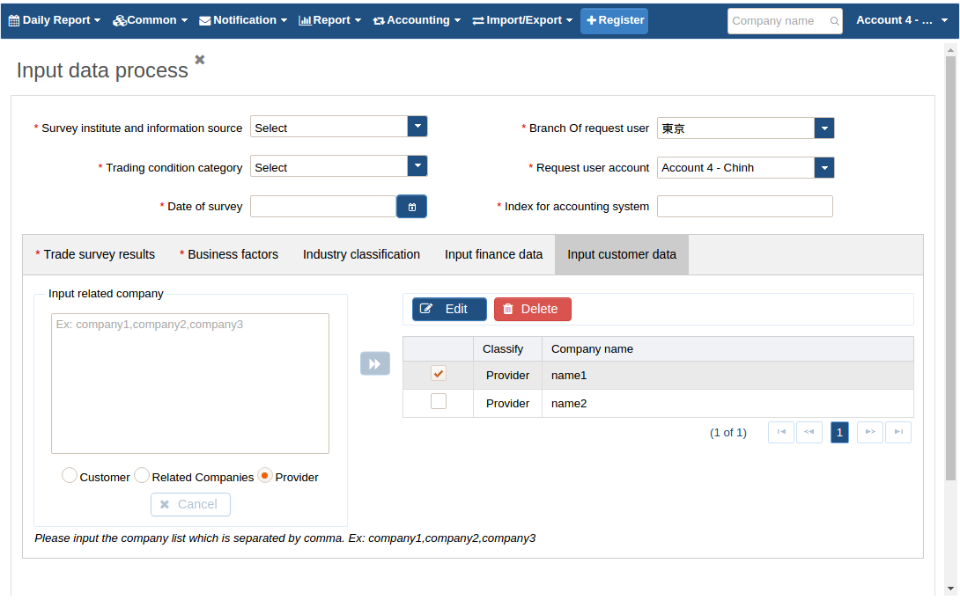 Daily Report Common Notification Report Accounting Import/Export Register Company name Account 4 - ...
Input data process
* Survey institute and information source Select * Branch Of request user 東京
* Trading condition category Select * Request user account Account 4 - Chinh
* Date of survey * Index for accounting system
* Trade survey results * Business factors Industry classification Input finance data Input customer data
Input related company
Ex: company1,company2,company3
Customer Related Companies Provider
Cancel
Edit Delete
Classify Company name
Provider name1
Provider name2
(1 of 1) 1
Please input the company list which is separated by comma. Ex: company1,company2,company3